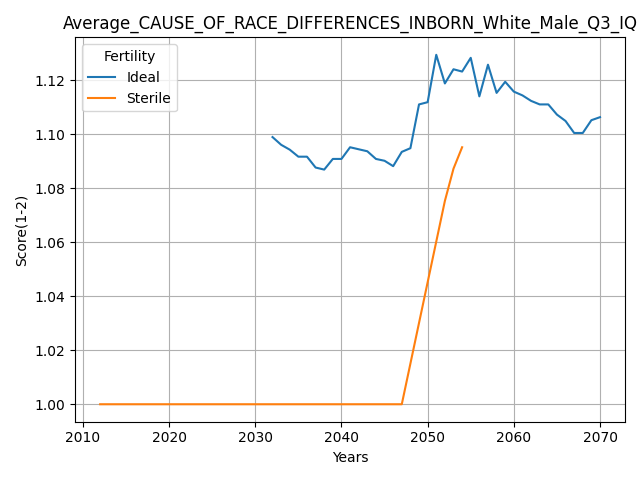 Average_CAUSE_OF_RACE_DIFFERENCES_INBORN_White_Male_Q3_IQ
Fertility
Ideal
Sterile
Score(1-2)
1.12
1.10
1.08
1.06
1.04
1.02
1.00
2010 2020 2030 2040 2050 2060 2070
Years